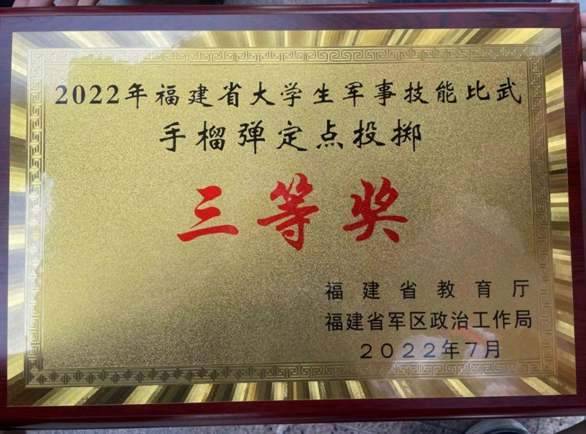 2022年福建省大学生军事技能比武
手榴弹定点投掷
三等奖
福建省教育厅
福建省军区政治工作局
2022年7月